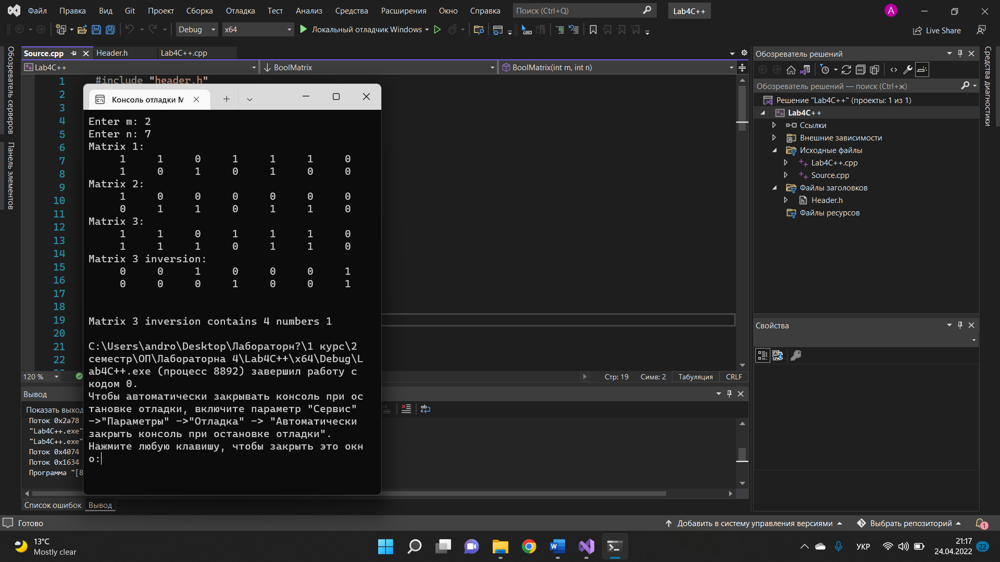 Файл Правка Вид Git Проект Сборка Отладка Тест Анализ Средства Расширения Окно Справка Поиск (Ctrl+Q) Lab4C++ A
Debug x64 Локальный отладчик Windows Live Share
Обозреватель серверов
Панель элементов
Source.cpp Header.h Lab4C++.cpp
Lab4C++ BoolMatrix BoolMatrix(int m, int n)
1 #include "header.h"
2
3
4
5
6
7
8
9
10
11
12
13
14
15
16
17
18
19
20
21
22
Консоль отладки M
Enter m: 2
Enter n: 7
Matrix 1:
1 1 0 1 1 1 0
1 0 1 0 1 0 0
Matrix 2:
1 0 0 0 0 0 0
0 1 1 0 1 1 0
Matrix 3:
1 1 0 1 1 1 0
1 1 1 0 1 1 0
Matrix 3 inversion:
0 0 1 0 0 0 1
0 0 0 1 0 0 1
Matrix 3 inversion contains 4 numbers 1
C:\Users\andro\Desktop\Лабораторн?\1 курс\2
семестр\ОП\Лабораторна 4\Lab4C++\x64\Debug\L
ab4C++.exe (процесс 8892) завершил работу с
кодом 0.
Чтобы автоматически закрывать консоль при ос
тановке отладки, включите параметр "Сервис"
->"Параметры" ->"Отладка" -> "Автоматически
закрыть консоль при остановке отладки".
Нажмите любую клавишу, чтобы закрыть это окн
о:
120 % Стр: 19 Симв: 2 Табуляция CRLF
Вывод
Показать выход
Поток 0x2a78
"Lab4C++.exe"
"Lab4C++.exe"
Поток 0x4074
Поток 0x1634
Программа "[8
Список ошибок Вывод
Обозреватель решений
Обозреватель решений — поиск (Ctrl+ж)
Решение "Lab4C++" (проекты: 1 из 1)
Lab4C++
Ссылки
Внешние зависимости
Исходные файлы
Lab4C++.cpp
Source.cpp
Файлы заголовков
Header.h
Файлы ресурсов
Свойства
Средства диагностики
Готово Добавить в систему управления версиями Выбрать репозиторий 1
13°C
Mostly clear
УКР
21:17
24.04.2022 22